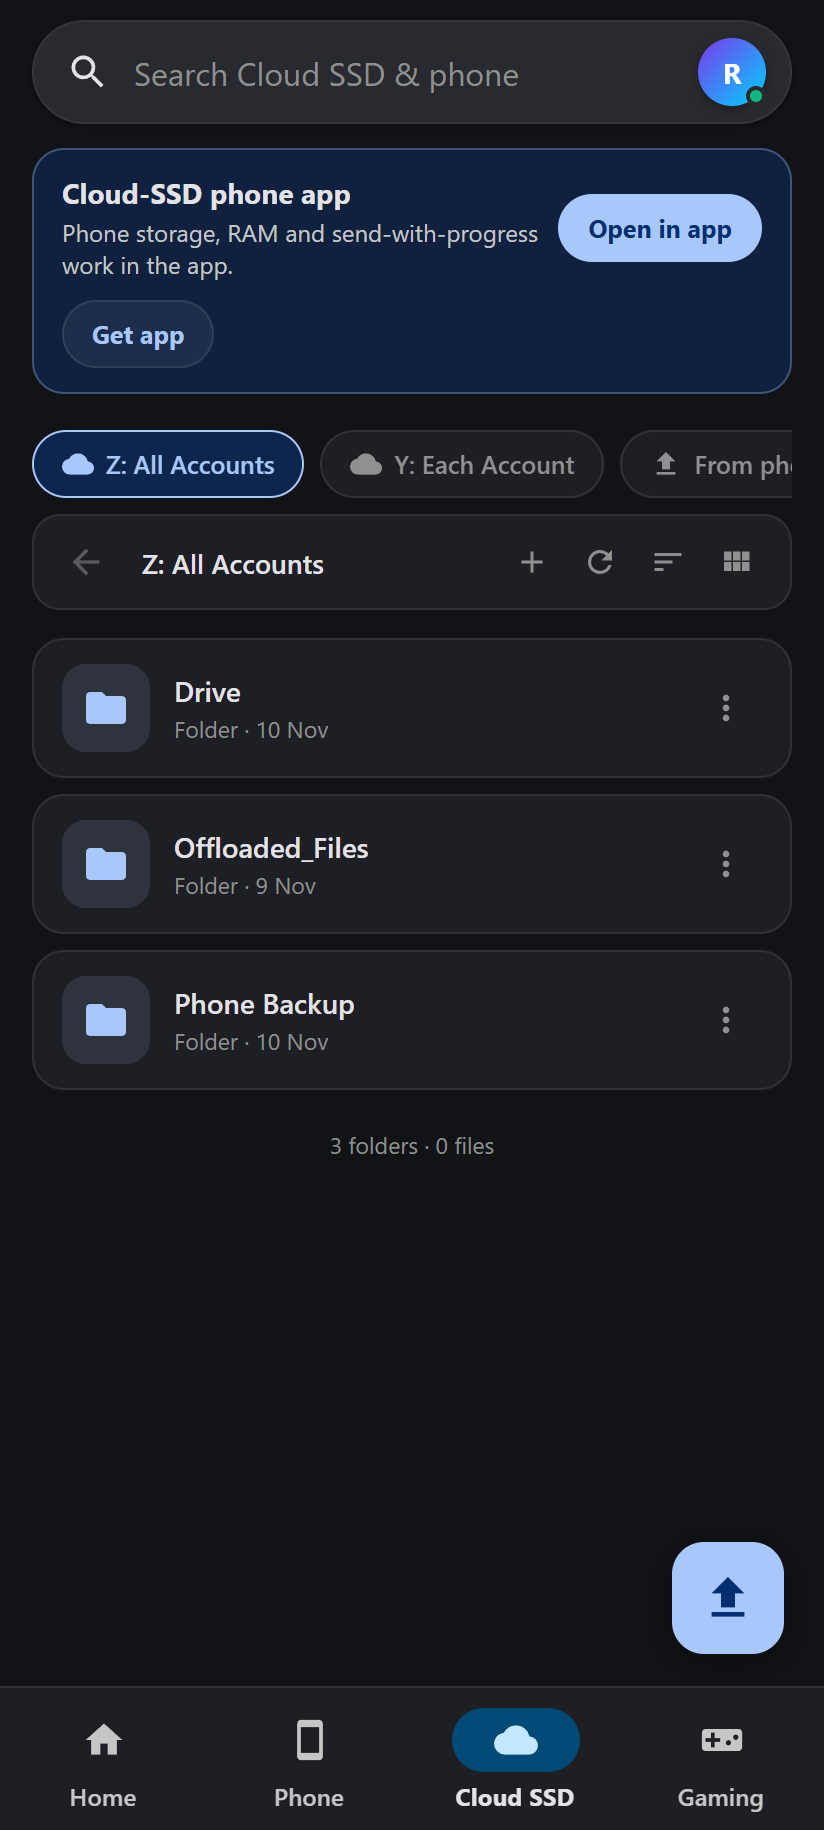 Search Cloud SSD & phone
R
Cloud-SSD phone app
Phone storage, RAM and send-with-progress
work in the app.
Open in app
Get app
Z: All Accounts
Y: Each Account
From
Z: All Accounts
Drive
Folder · 10 Nov
Offloaded_Files
Folder · 9 Nov
Phone Backup
Folder · 10 Nov
3 folders · 0 files
Home
Phone
Cloud SSD
Gaming